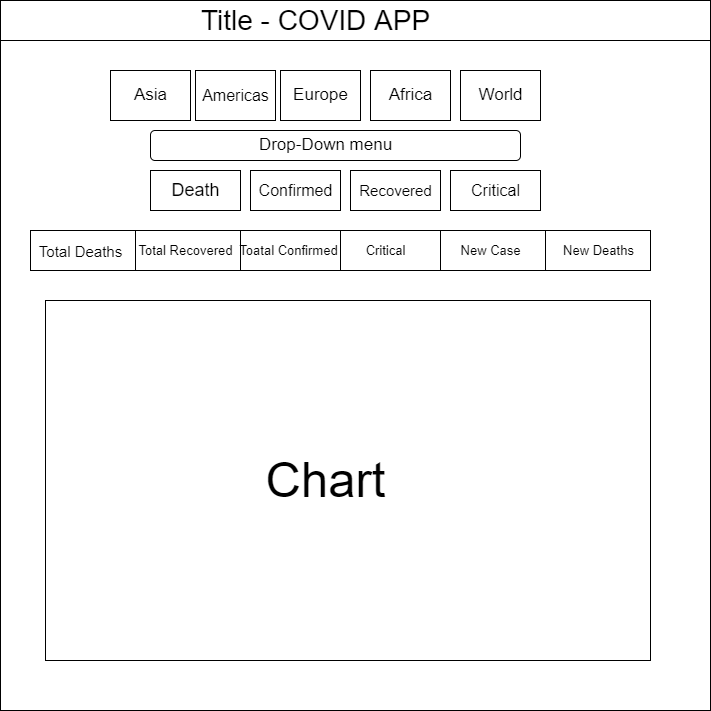 Title - COVID APP
Asia Americas Europe Africa World
Drop-Down menu
Death Confirmed Recovered Critical
Total Deaths Total Recovered Toatal Confirmed Critical New Case New Deaths
Chart